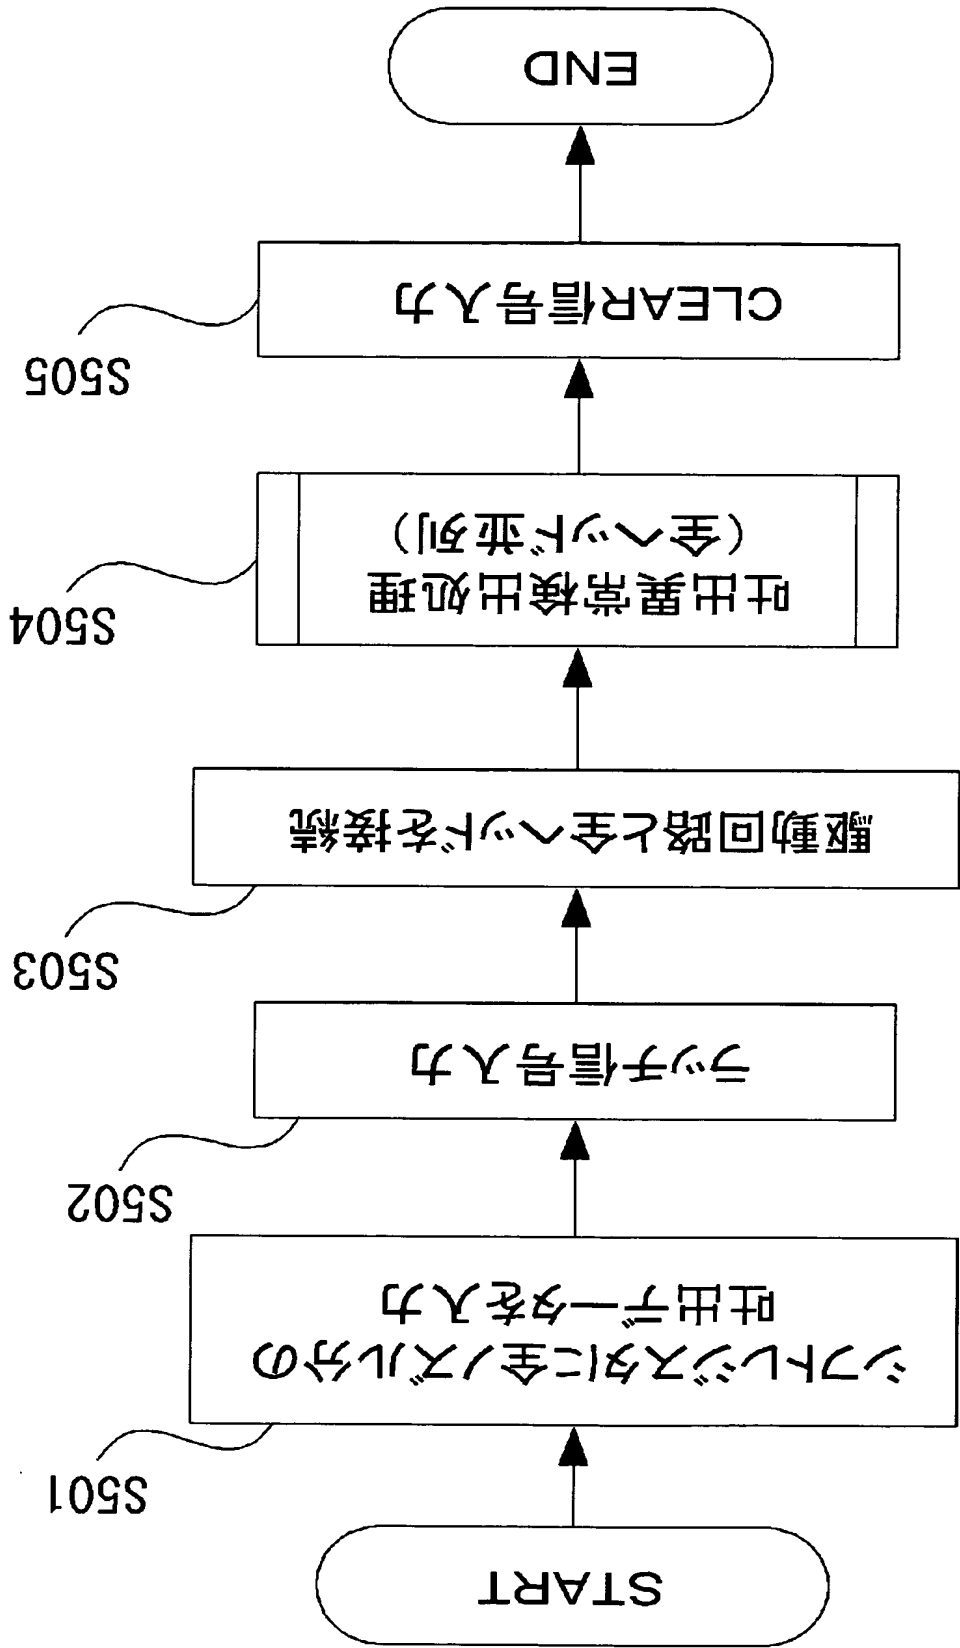 START
S501
シフトレジスタに全ノズル分の
吐出データを入力
S502
ラッチ信号入力
S503
駆動回路と全ヘッドを接続
S504
吐出異常検出処理
（全ヘッド並列）
S505
CLEAR信号入力
END